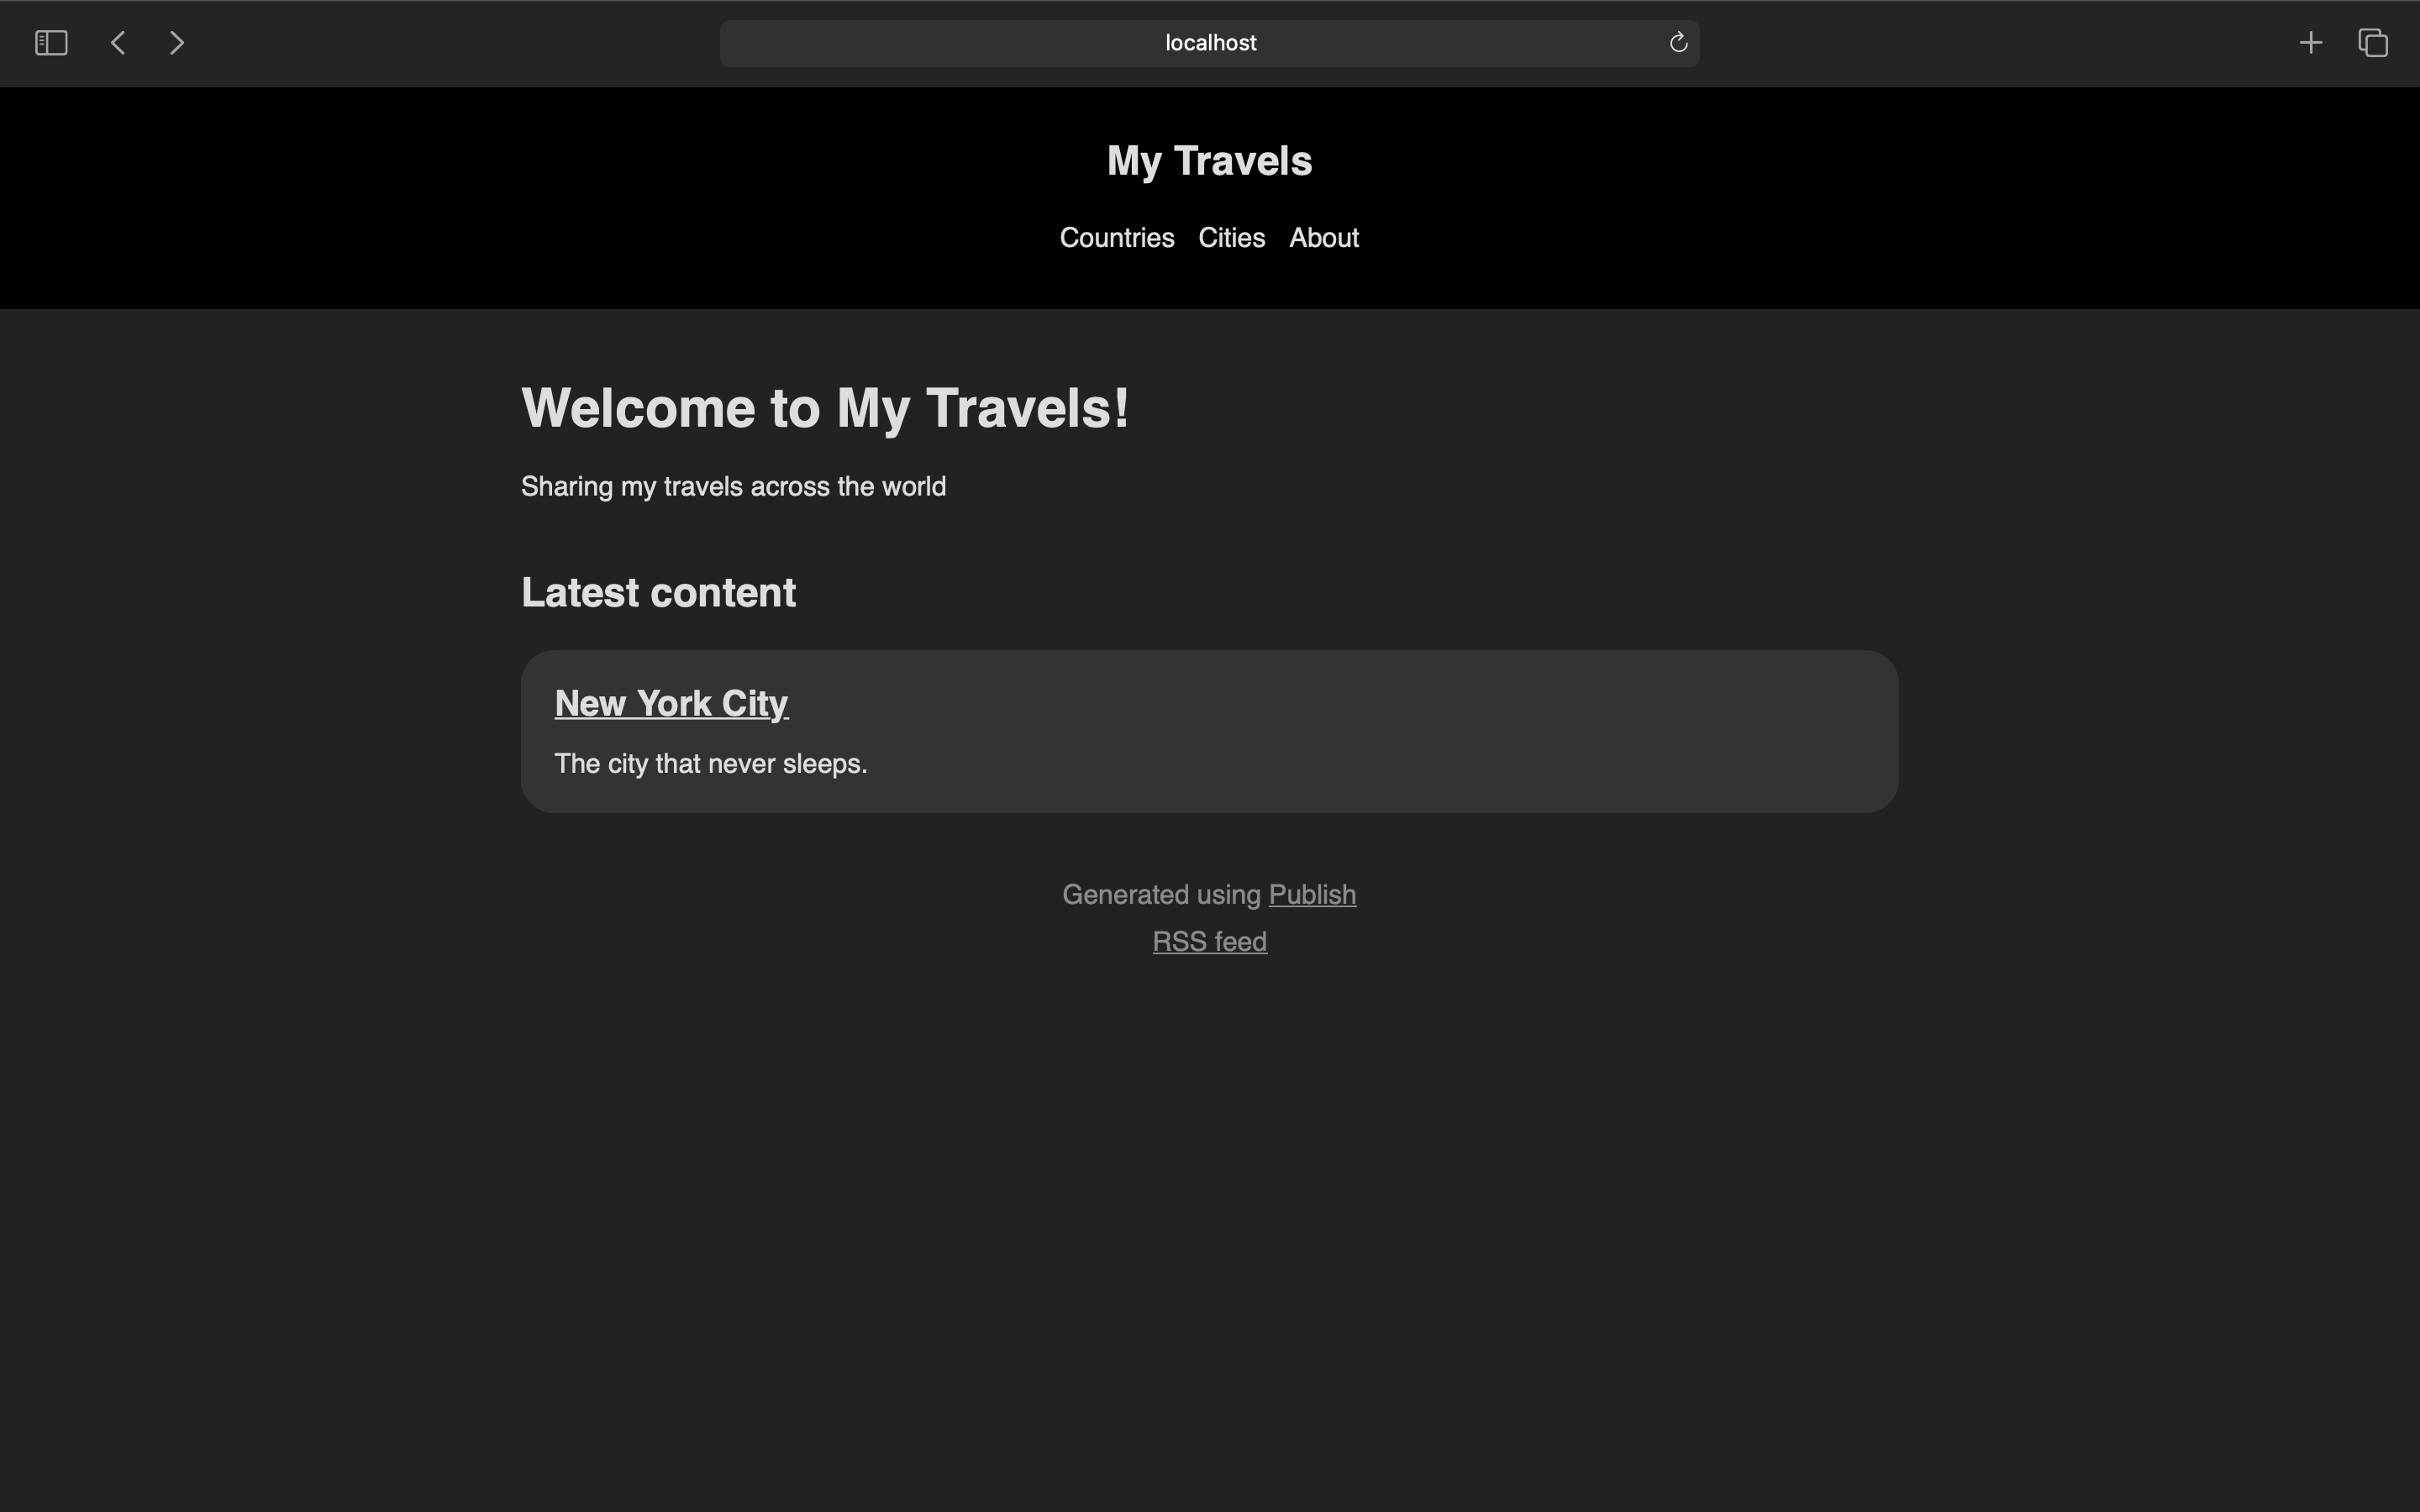 localhost
My Travels
Countries Cities About
Welcome to My Travels!
Sharing my travels across the world
Latest content
New York City
The city that never sleeps.
Generated using Publish
RSS feed